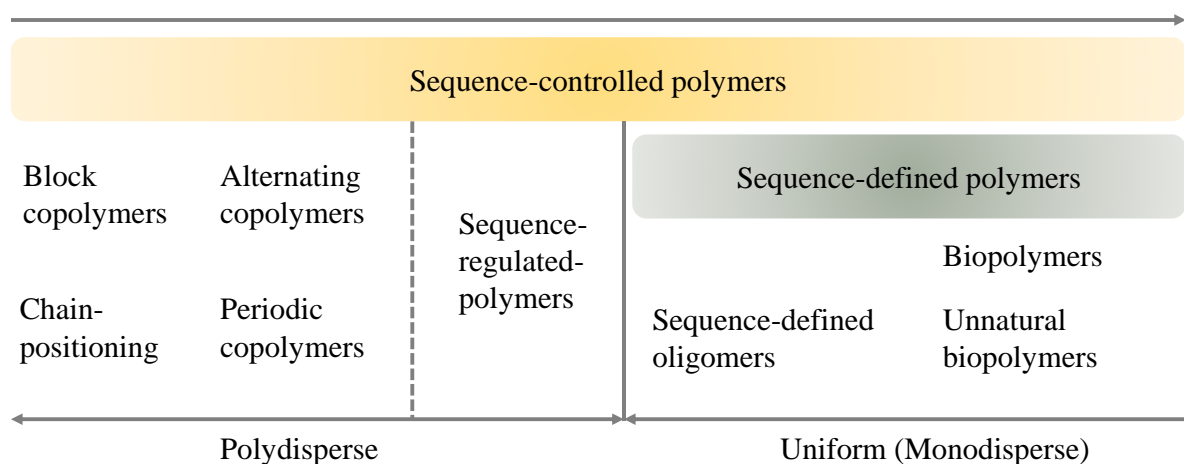 Sequence-controlled polymers
Block
copolymers
Alternating
copolymers
Chain-
positioning
Periodic
copolymers
Sequence-
regulated-
polymers
Sequence-defined polymers
Biopolymers
Sequence-defined
oligomers
Unnatural
biopolymers
Polydisperse
Uniform (Monodisperse)